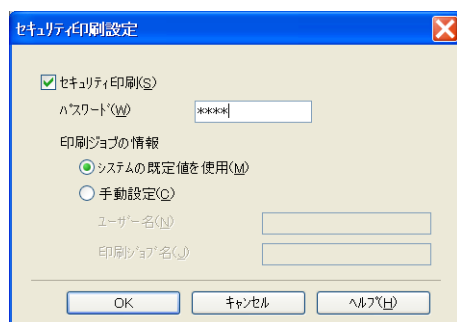 セキュリティ印刷設定
セキュリティ印刷(S)
パスワード(W) ****
印刷ジョブの情報
システムの既定値を使用(M)
手動設定(C)
ユーザー名(N)
印刷ジョブ名(J)
OK キャンセル ヘルプ(H)